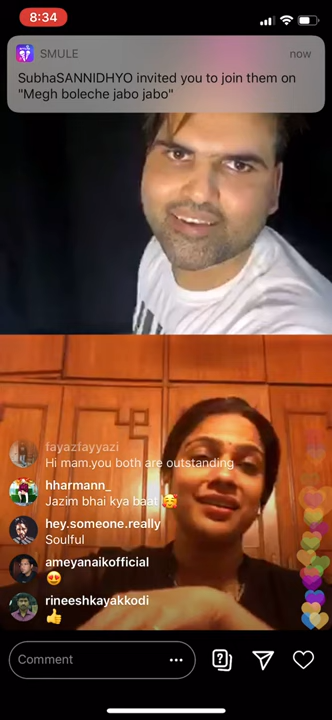 8:34
SMULE
now
SubhaSANNIDHYO invited you to join them on
"Megh boleche jabo jabo"
fayazfayyazi
Hi mam,you both are outstanding
hharmann_
Jazim bhai kya baat 🥰
hey.someone.really
Soulful
ameyanaikofficial
😍
rineeshkayakkodi
👍
Comment